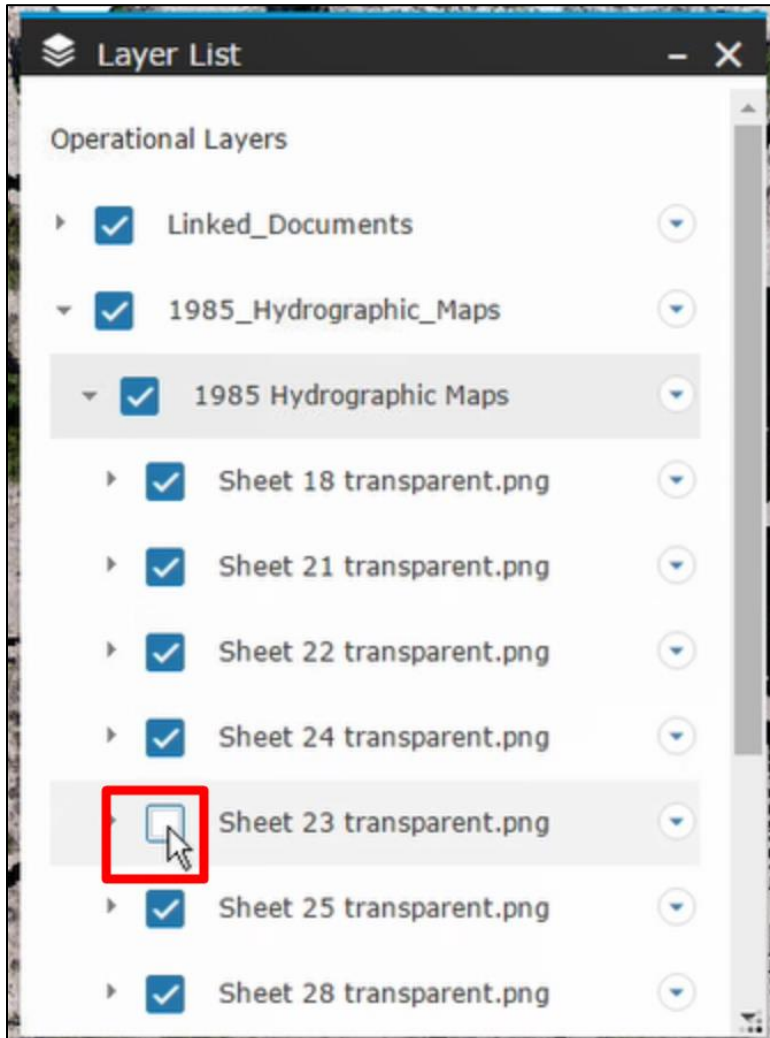 Layer List
Operational Layers
Linked_Documents
1985_Hydrographic_Maps
1985 Hydrographic Maps
Sheet 18 transparent.png
Sheet 21 transparent.png
Sheet 22 transparent.png
Sheet 24 transparent.png
Sheet 23 transparent.png
Sheet 25 transparent.png
Sheet 28 transparent.png